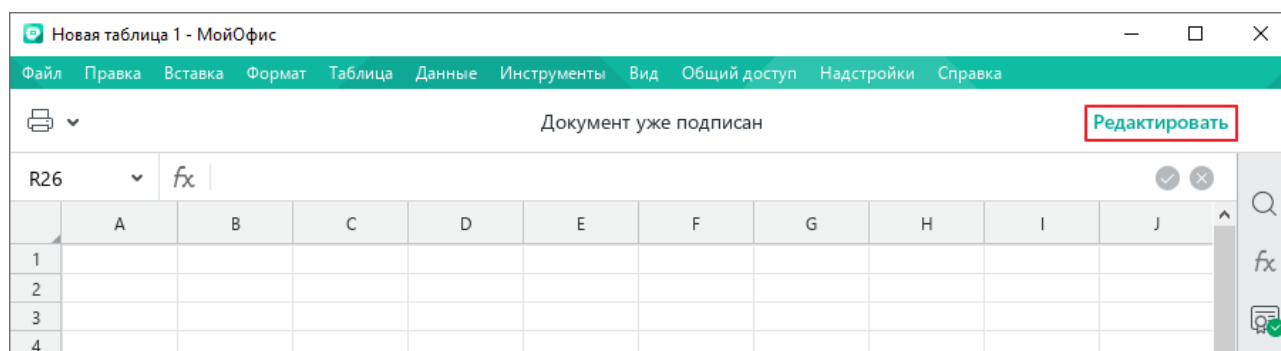 Новая таблица 1 - МойОфис
Файл Правка Вставка Формат Таблица Данные Инструменты Вид Общий доступ Надстройки Справка
Документ уже подписан Редактировать
R26 fx
A B C D E F G H I J
1
fx
2
3
4